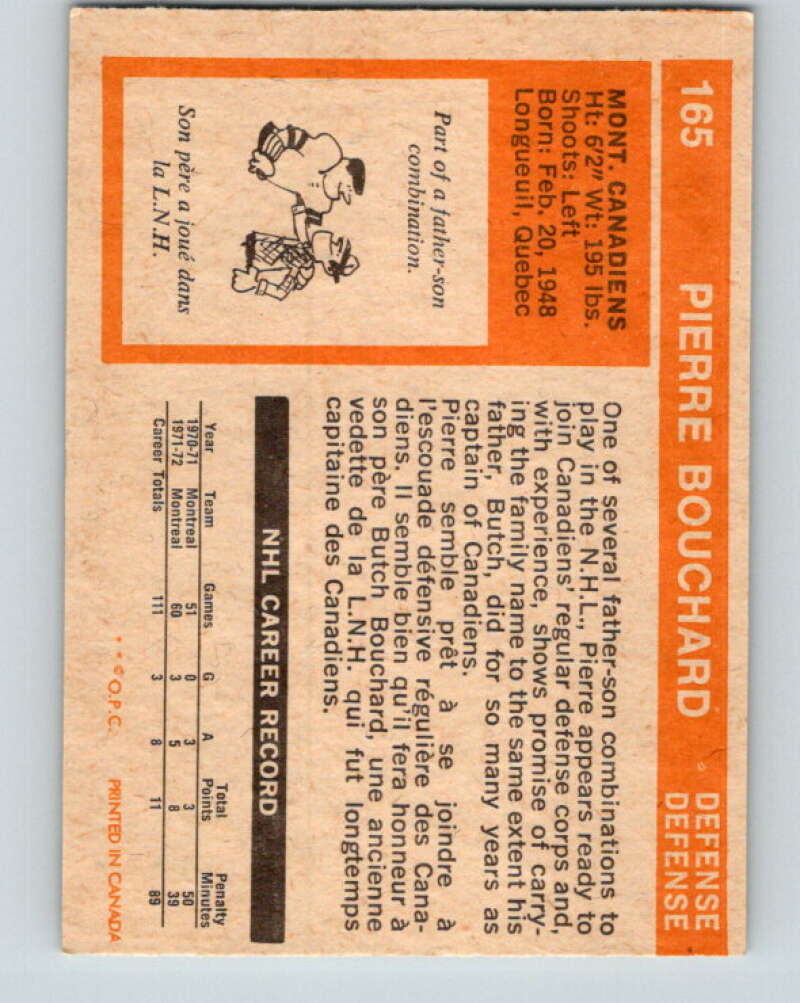 165 PIERRE BOUCHARD DEFENSE
DEFENSE
MONT. CANADIENS
Ht: 6'2" Wt: 195 lbs.
Shoots: Left
Born: Feb. 20, 1948
Longueuil, Quebec
Part of a father-son
combination.
Son père a joué dans
la L.N.H.
One of several father-son combinations to
play in the N.H.L., Pierre appears ready to
join Canadiens' regular defense corps and,
with experience, shows promise of carry-
ing the family name to the same extent his
father, Butch, did for so many years as
captain of Canadiens.
Pierre semble prêt à se joindre à
l'escouade défensive régulière des Cana-
diens. Il semble bien qu'il fera honneur à
son père Butch Bouchard, une ancienne
vedette de la L.N.H. qui fut longtemps
capitaine des Canadiens.
NHL CAREER RECORD
Year Team Games G A Total Points Penalty Minutes
1970-71 Montreal 51 0 3 3 50
1971-72 Montreal 60 3 5 8 39
Career Totals 111 3 8 11 89
* * © O.P.C. PRINTED IN CANADA